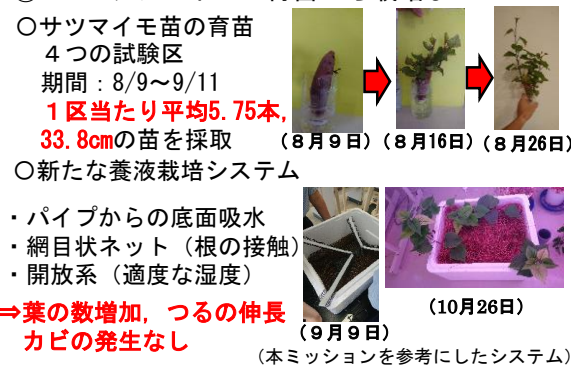 ○サツマイモ苗の育苗
４つの試験区
期間：8/9～9/11
１区当たり平均5.75本,
33.8cmの苗を採取
(８月９日)
(８月16日)
(８月26日)
○新たな養液栽培システム
・パイプからの底面吸水
・網目状ネット（根の接触）
・開放系（適度な湿度）
⇒葉の数増加，つるの伸長
カビの発生なし
(９月９日)
(10月26日)
（本ミッションを参考にしたシステム）